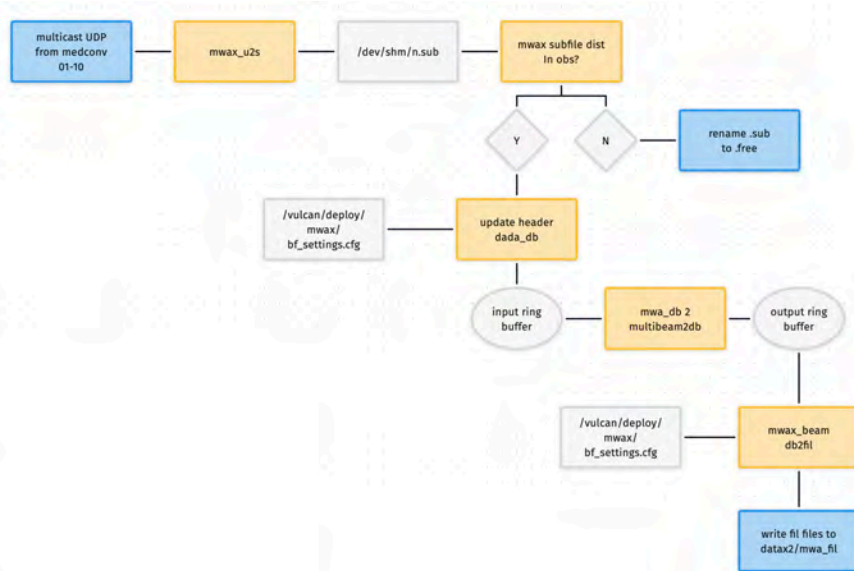 multicast UDP
from medconv
01-10
mwax_u2s
/dev/shm/n.sub
mwax subfile dist
In obs?
Y
N
rename .sub
to .free
/vulcan/deploy/
mwax/
bf_settings.cfg
update header
dada_db
input ring
buffer
mwa_db 2
multibeam2db
output ring
buffer
/vulcan/deploy/
mwax/
bf_settings.cfg
mwax_beam
db2fil
write fil files to
datax2/mwa_fil